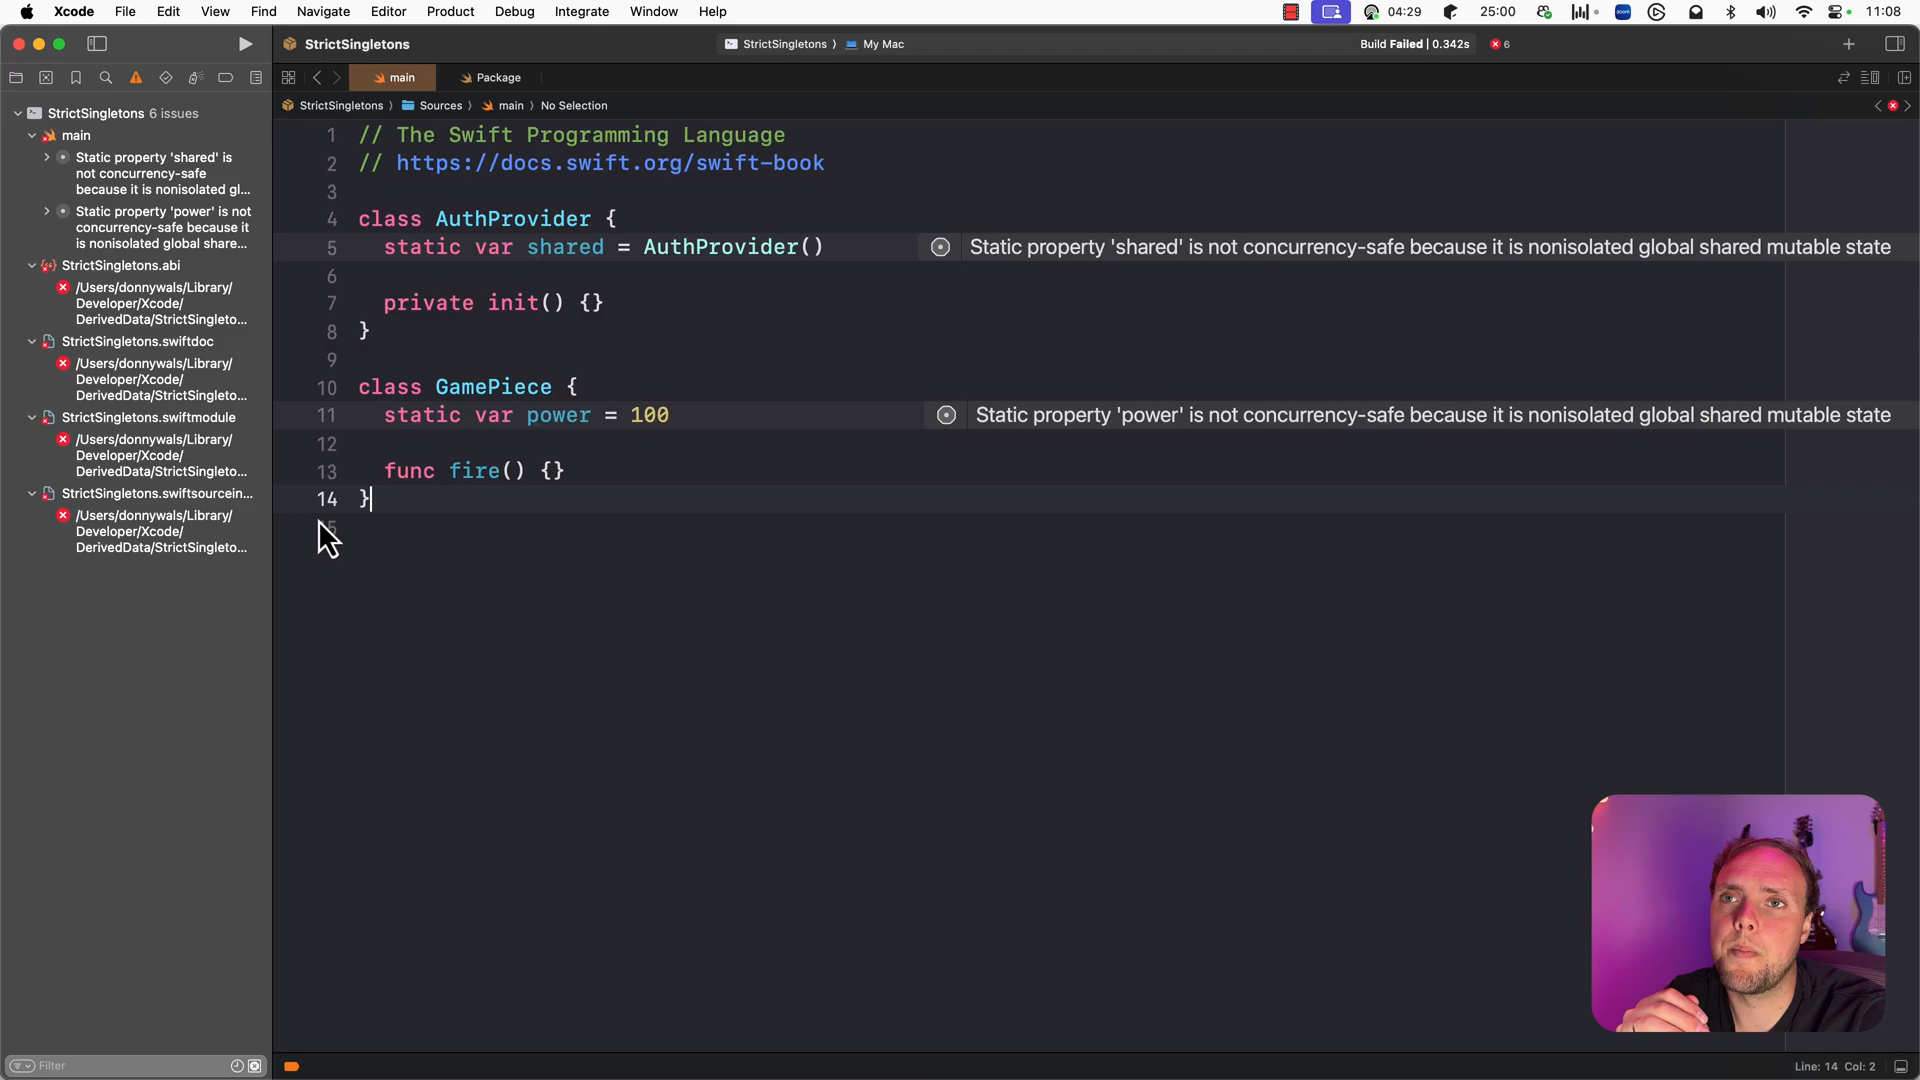 Xcode File Edit View Find Navigate Editor Product Debug Integrate Window Help 04:29 25:00 zoom 11:08
StrictSingletons StrictSingletons ⟩ My Mac Build Failed | 0.342s 6
main Package
StrictSingletons ⟩ Sources ⟩ main ⟩ No Selection
StrictSingletons 6 issues
main
Static property 'shared' is
not concurrency-safe
because it is nonisolated gl...
Static property 'power' is not
concurrency-safe because it
is nonisolated global share...
StrictSingletons.abi
/Users/donnywals/Library/
Developer/Xcode/
DerivedData/StrictSingleto...
StrictSingletons.swiftdoc
/Users/donnywals/Library/
Developer/Xcode/
DerivedData/StrictSingleto...
StrictSingletons.swiftmodule
/Users/donnywals/Library/
Developer/Xcode/
DerivedData/StrictSingleto...
StrictSingletons.swiftsourcein...
/Users/donnywals/Library/
Developer/Xcode/
DerivedData/StrictSingleto...
Filter
1 // The Swift Programming Language
2 // https://docs.swift.org/swift-book
3
4 class AuthProvider {
5 static var shared = AuthProvider() Static property 'shared' is not concurrency-safe because it is nonisolated global shared mutable state
6
7 private init() {}
8 }
9
10 class GamePiece {
11 static var power = 100 Static property 'power' is not concurrency-safe because it is nonisolated global shared mutable state
12
13 func fire() {}
14 }
Line: 14 Col: 2